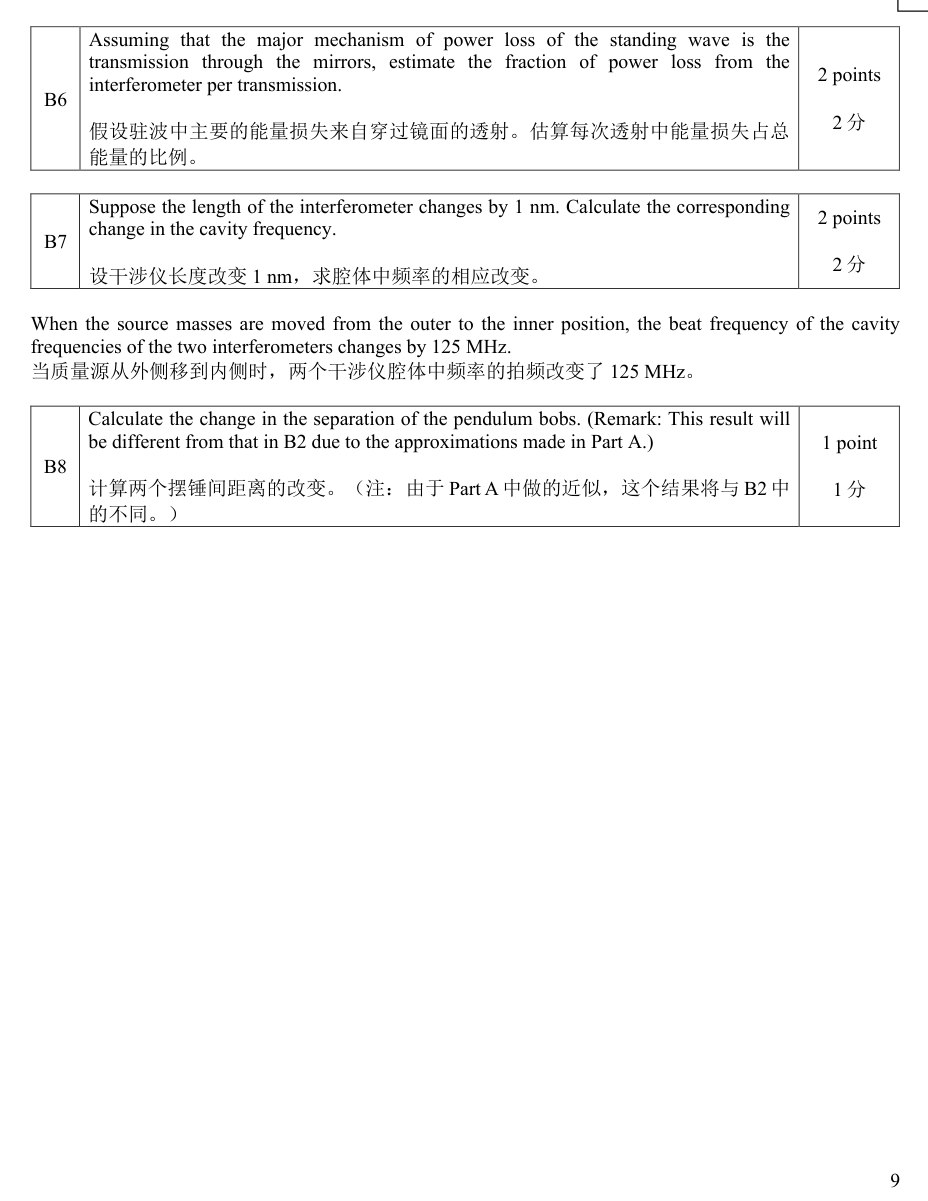 B6
Assuming that the major mechanism of power loss of the standing wave is the
transmission through the mirrors, estimate the fraction of power loss from the
interferometer per transmission.
假设驻波中主要的能量损失来自穿过镜面的透射。估算每次透射中能量损失占总
能量的比例。
2 points
2 分
B7
Suppose the length of the interferometer changes by 1 nm. Calculate the corresponding
change in the cavity frequency.
设干涉仪长度改变 1 nm，求腔体中频率的相应改变。
2 points
2 分
When the source masses are moved from the outer to the inner position, the beat frequency of the cavity
frequencies of the two interferometers changes by 125 MHz.
当质量源从外侧移到内侧时，两个干涉仪腔体中频率的拍频改变了 125 MHz。
B8
Calculate the change in the separation of the pendulum bobs. (Remark: This result will
be different from that in B2 due to the approximations made in Part A.)
计算两个摆锤间距离的改变。（注：由于 Part A 中做的近似，这个结果将与 B2 中
的不同。）
1 point
1 分
9